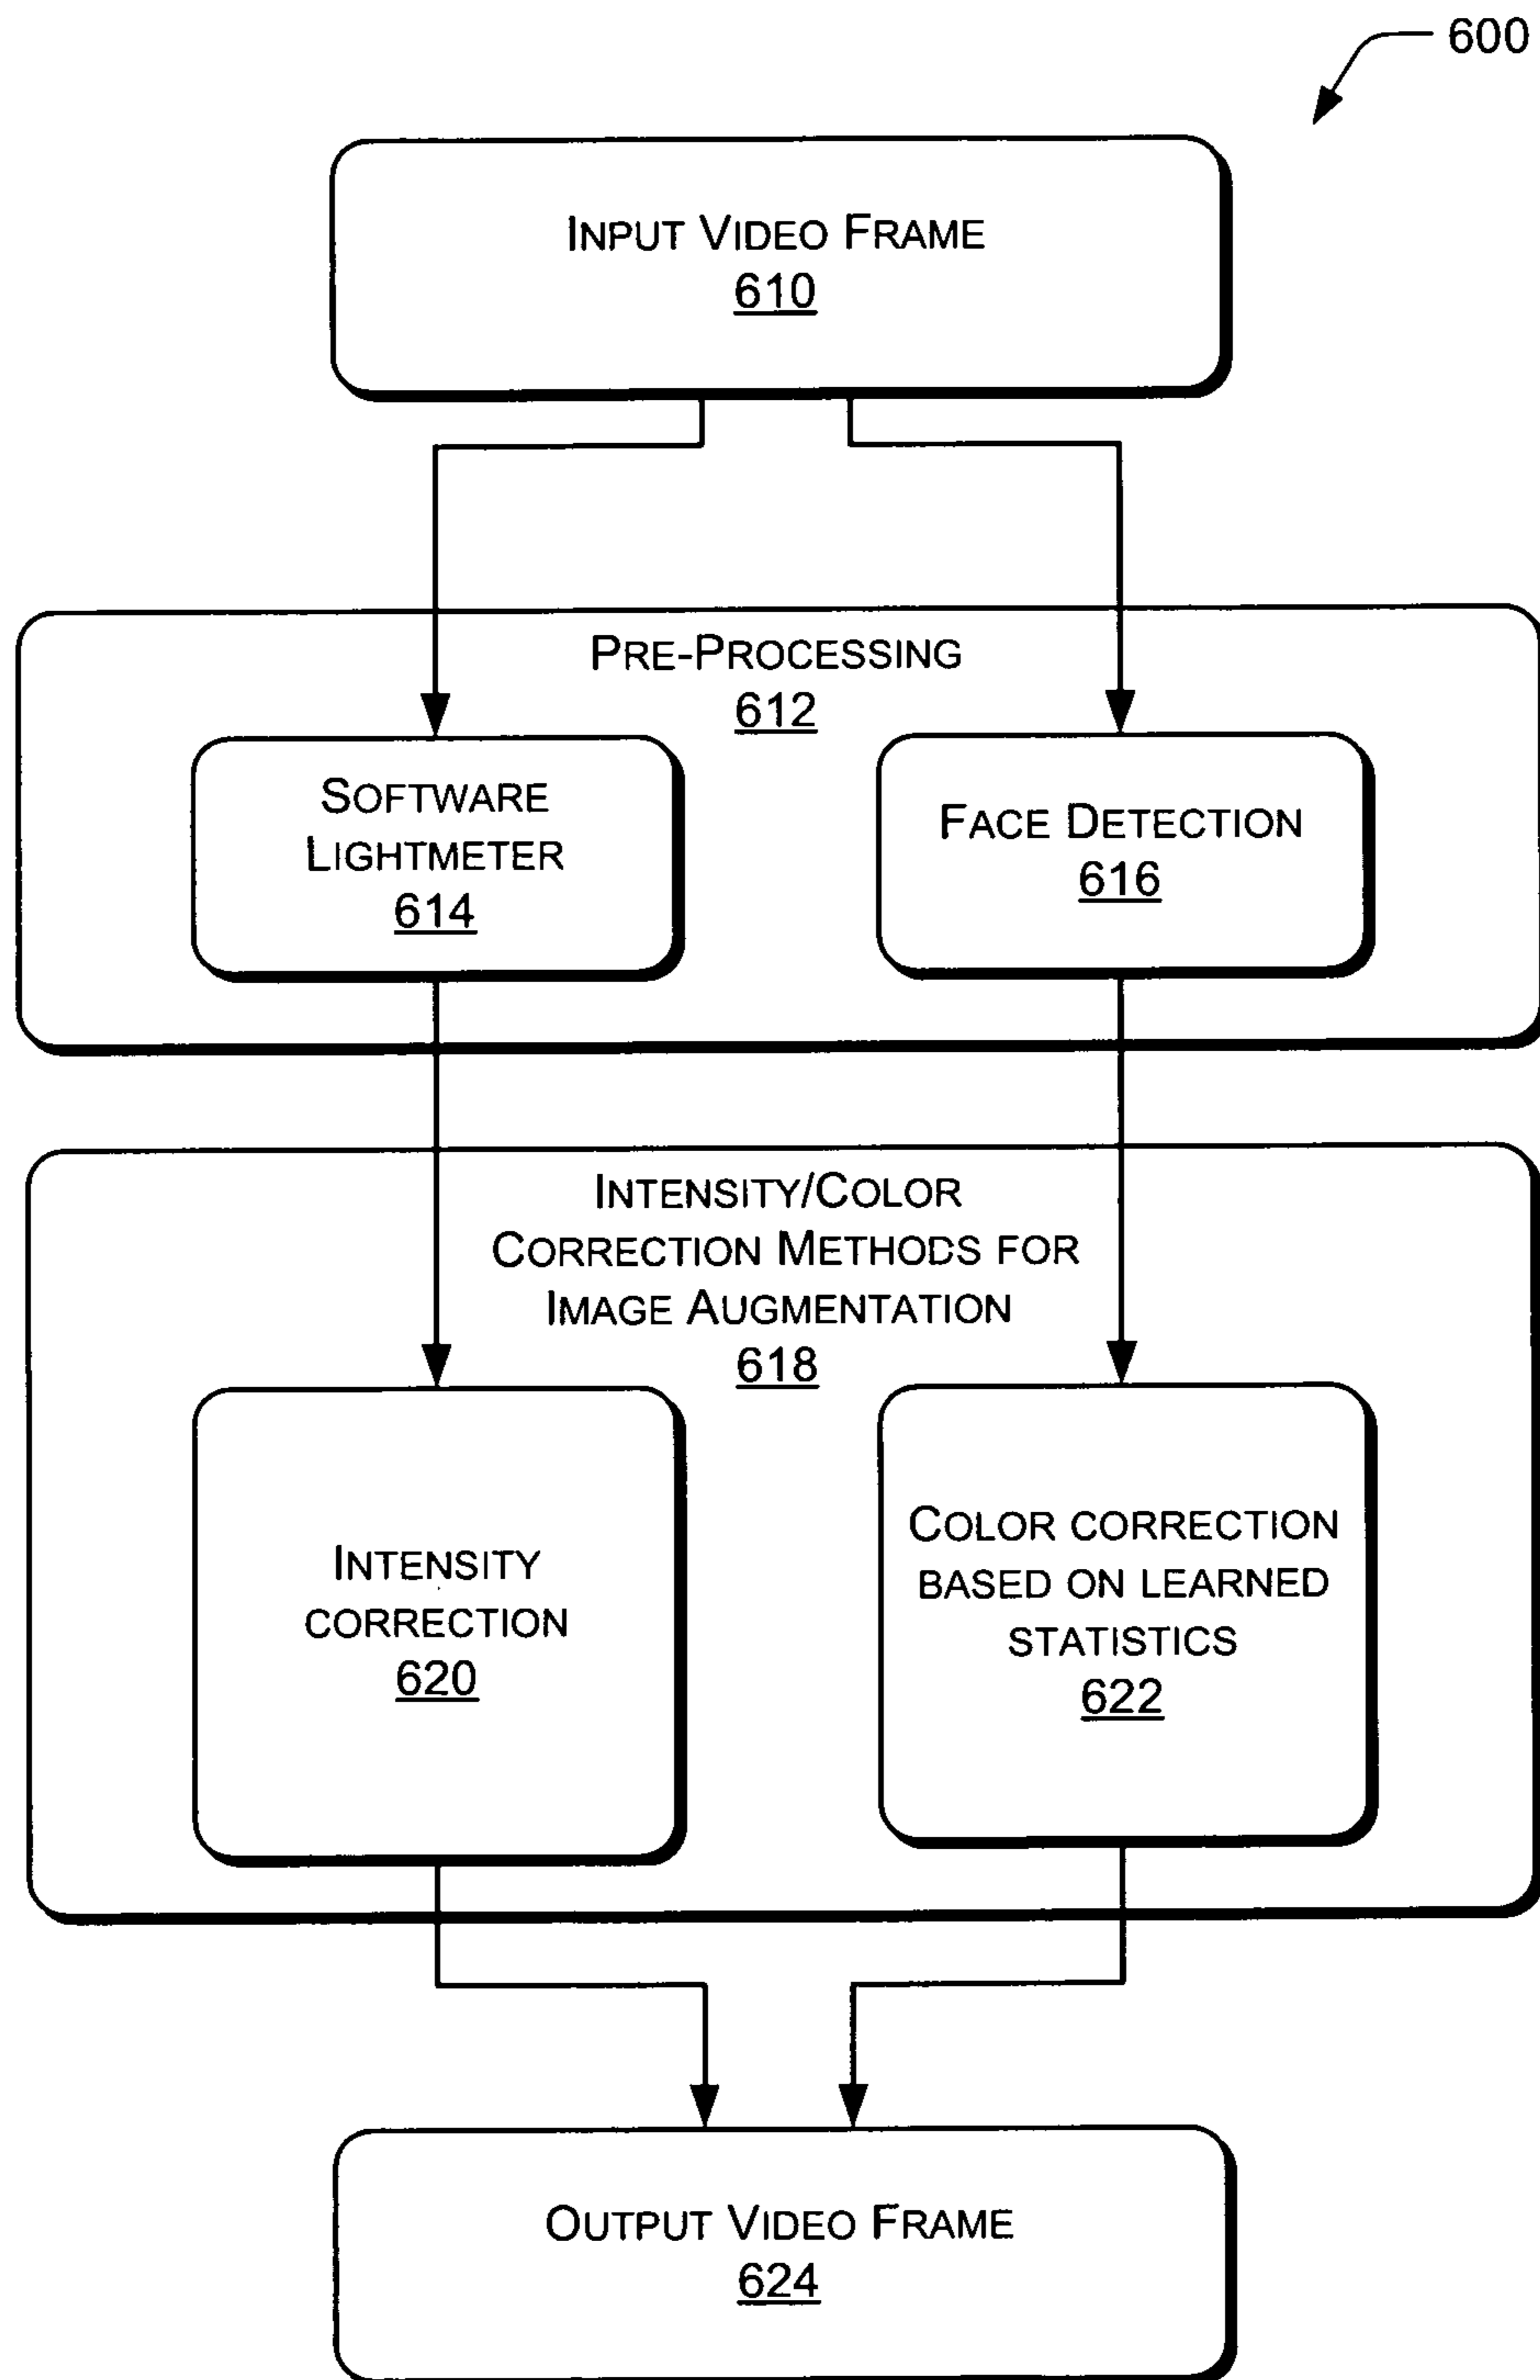 600
INPUT VIDEO FRAME
610
PRE-PROCESSING
612
SOFTWARE
LIGHTMETER
614
FACE DETECTION
616
INTENSITY/COLOR
CORRECTION METHODS FOR
IMAGE AUGMENTATION
618
INTENSITY
CORRECTION
620
COLOR CORRECTION
BASED ON LEARNED
STATISTICS
622
OUTPUT VIDEO FRAME
624